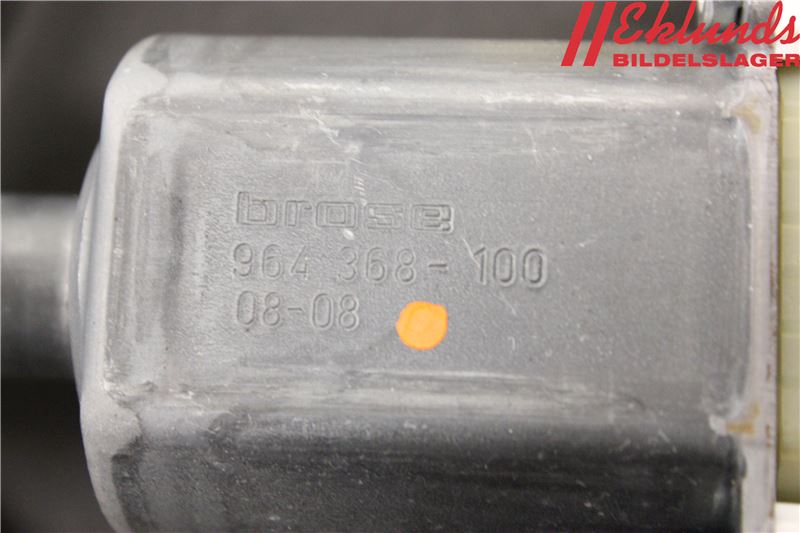 Eklunds
BILDELSLAGER
brose
964 368-100
08-08